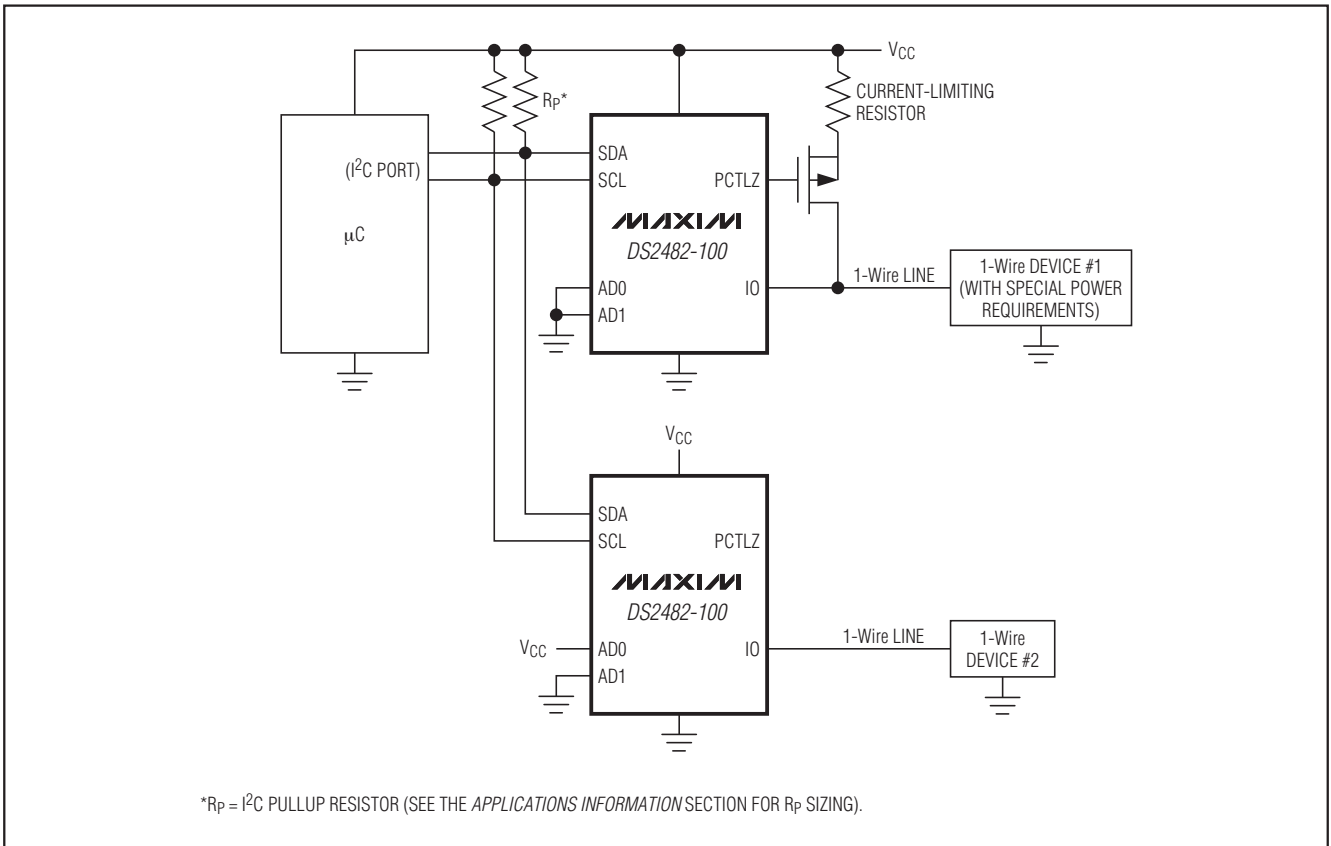 VCC
RP*
CURRENT-LIMITING
RESISTOR
(I2C PORT)
μC
SDA
SCL
PCTLZ
MAXIM
DS2482-100
AD0
AD1
IO
1-Wire LINE
1-Wire DEVICE #1
(WITH SPECIAL POWER
REQUIREMENTS)
VCC
SDA
SCL
PCTLZ
MAXIM
DS2482-100
VCC
AD0
AD1
IO
1-Wire LINE
1-Wire
DEVICE #2
*RP = I2C PULLUP RESISTOR (SEE THE APPLICATIONS INFORMATION SECTION FOR RP SIZING).